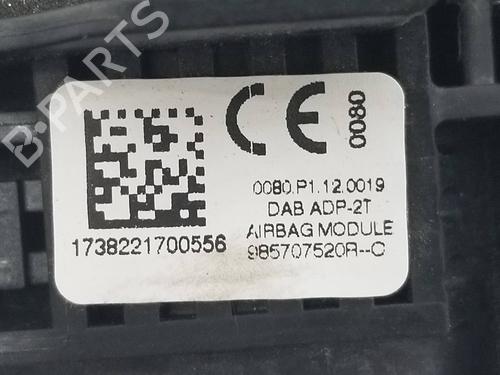 B-PARTS
CE
0080
0080.P1.12.0019
DAB ADP-2T
AIRBAG MODULE
985707520R--C
1738221700556